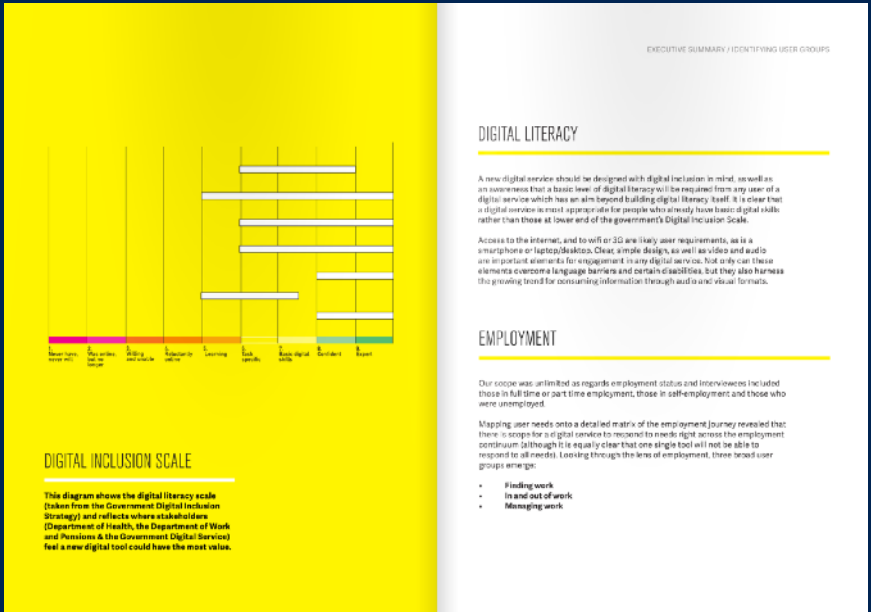 1.
Never have,
never will
2.
Was online,
but no
longer
3.
Willing
and unable
4.
Reluctantly
online
5.
Learning
6.
Task
specific
7.
Basic digital
skills
8.
Confident
9.
Expert
DIGITAL INCLUSION SCALE
This diagram shows the digital literacy scale
(taken from the Government Digital Inclusion
Strategy) and reflects where stakeholders
(Department of Health, the Department of Work
and Pensions & the Government Digital Service)
feel a new digital tool could have the most value.
EXECUTIVE SUMMARY / IDENTIFYING USER GROUPS
DIGITAL LITERACY
A new digital service should be designed with digital inclusion in mind, as well as
an awareness that a basic level of digital literacy will be required from any user of a
digital service which has an aim beyond building digital literacy itself. It is clear that
a digital service is most appropriate for people who already have basic digital skills
rather than those at lower end of the government's Digital Inclusion Scale.
Access to the internet, and to wifi or 3G are likely user requirements, as is a
smartphone or laptop/desktop. Clear, simple design, as well as video and audio
are important elements for engagement in any digital service. Not only can these
elements overcome language barriers and certain disabilities, but they also harness
the growing trend for consuming information through audio and visual formats.
EMPLOYMENT
Our scope was unlimited as regards employment status and interviewees included
those in full time or part time employment, those in self-employment and those who
were unemployed.
Mapping user needs onto a detailed matrix of the employment journey revealed that
there is scope for a digital service to respond to needs right across the employment
continuum (although it is equally clear that one single tool will not be able to
respond to all needs). Looking through the lens of employment, three broad user
groups emerge:
• Finding work
• In and out of work
• Managing work